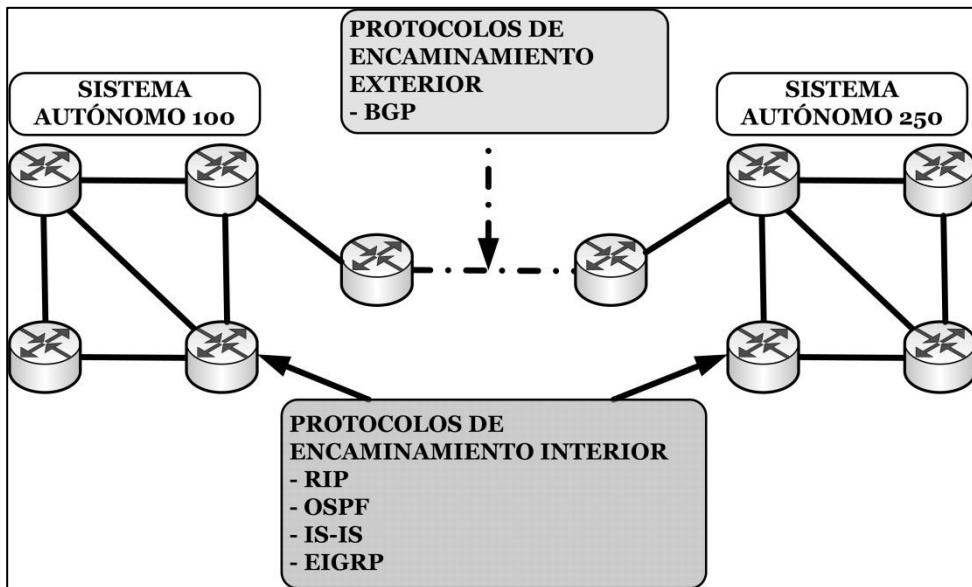 PROTOCOLOS DE
ENCAMINAMIENTO
EXTERIOR
- BGP
SISTEMA
AUTÓNOMO 100
SISTEMA
AUTÓNOMO 250
PROTOCOLOS DE
ENCAMINAMIENTO INTERIOR
- RIP
- OSPF
- IS-IS
- EIGRP